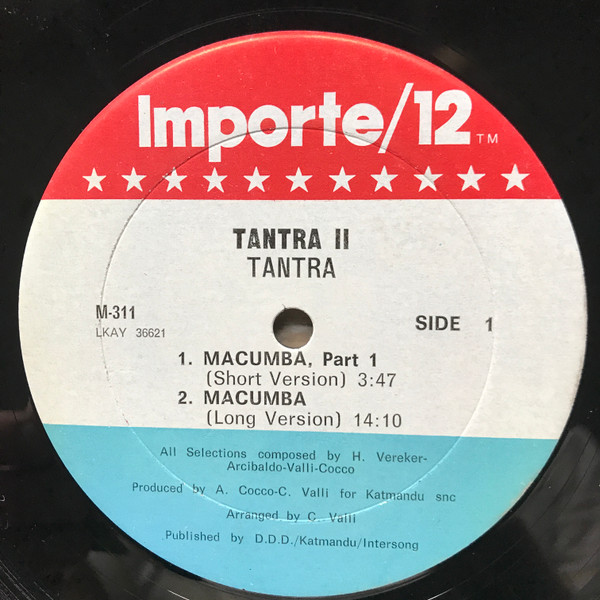 Importe/12 TM
TANTRA II
TANTRA
M-311
LKAY 36621
SIDE 1
1. MACUMBA, Part 1
(Short Version) 3:47
2. MACUMBA
(Long Version) 14:10
All Selections composed by H. Vereker-
Arcibaldo-Valli-Cocco
Produced by A. Cocco-C. Valli for Katmandu snc
Arranged by C. Valli
Published by D.D.D./Katmandu/Intersong